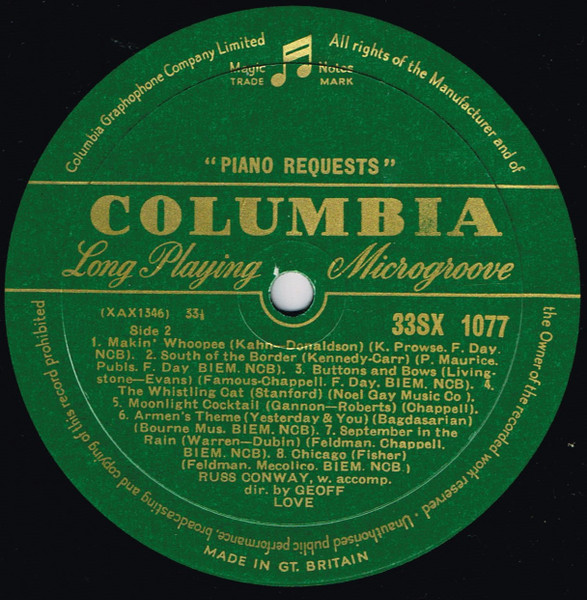 Columbia Graphophone Company Limited
All rights of the Manufacturer and of
the Owner of the recorded work reserved · Unauthorised public performance, broadcasting and copying of this record prohibited
Magic Notes
TRADE MARK
"PIANO REQUESTS"
COLUMBIA
Long Playing Microgroove
(XAX1346) 33⅓
33SX 1077
Side 2
1. Makin' Whoopee (Kahn—Donaldson) (K. Prowse. F. Day.
NCB). 2. South of the Border (Kennedy-Carr) (P. Maurice.
Publs. F. Day BIEM. NCB). 3. Buttons and Bows (Living-
stone—Evans) (Famous-Chappell. F. Day. BIEM. NCB). 4.
The Whistling Cat (Stanford) (Noel Gay Music Co ).
5. Moonlight Cocktail (Gannon—Roberts) (Chappell).
6. Armen's Theme (Yesterday & You) (Bagdasarian)
(Bourne Mus. BIEM. NCB). 7. September in the
Rain (Warren—Dubin) (Feldman. Chappell.
BIEM. NCB). 8. Chicago (Fisher)
(Feldman. Mecolico. BIEM. NCB.)
RUSS CONWAY, w. accomp.
dir. by GEOFF
LOVE
MADE IN GT. BRITAIN